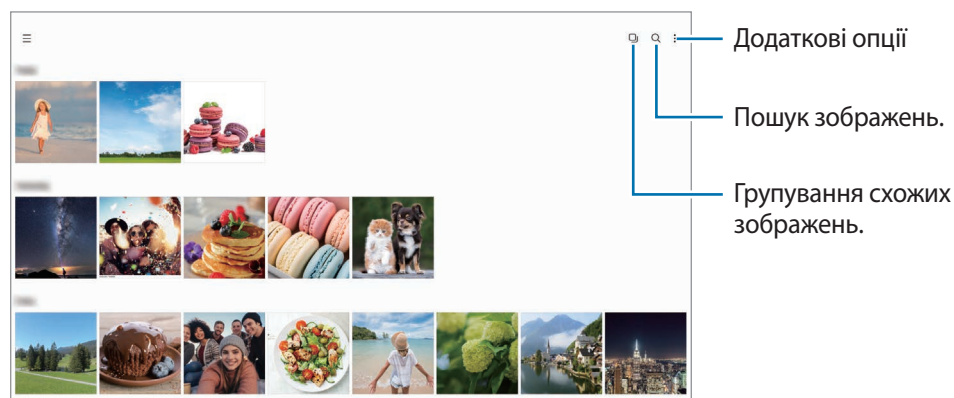 Додаткові опції
Пошук зображень.
Групування схожих
зображень.